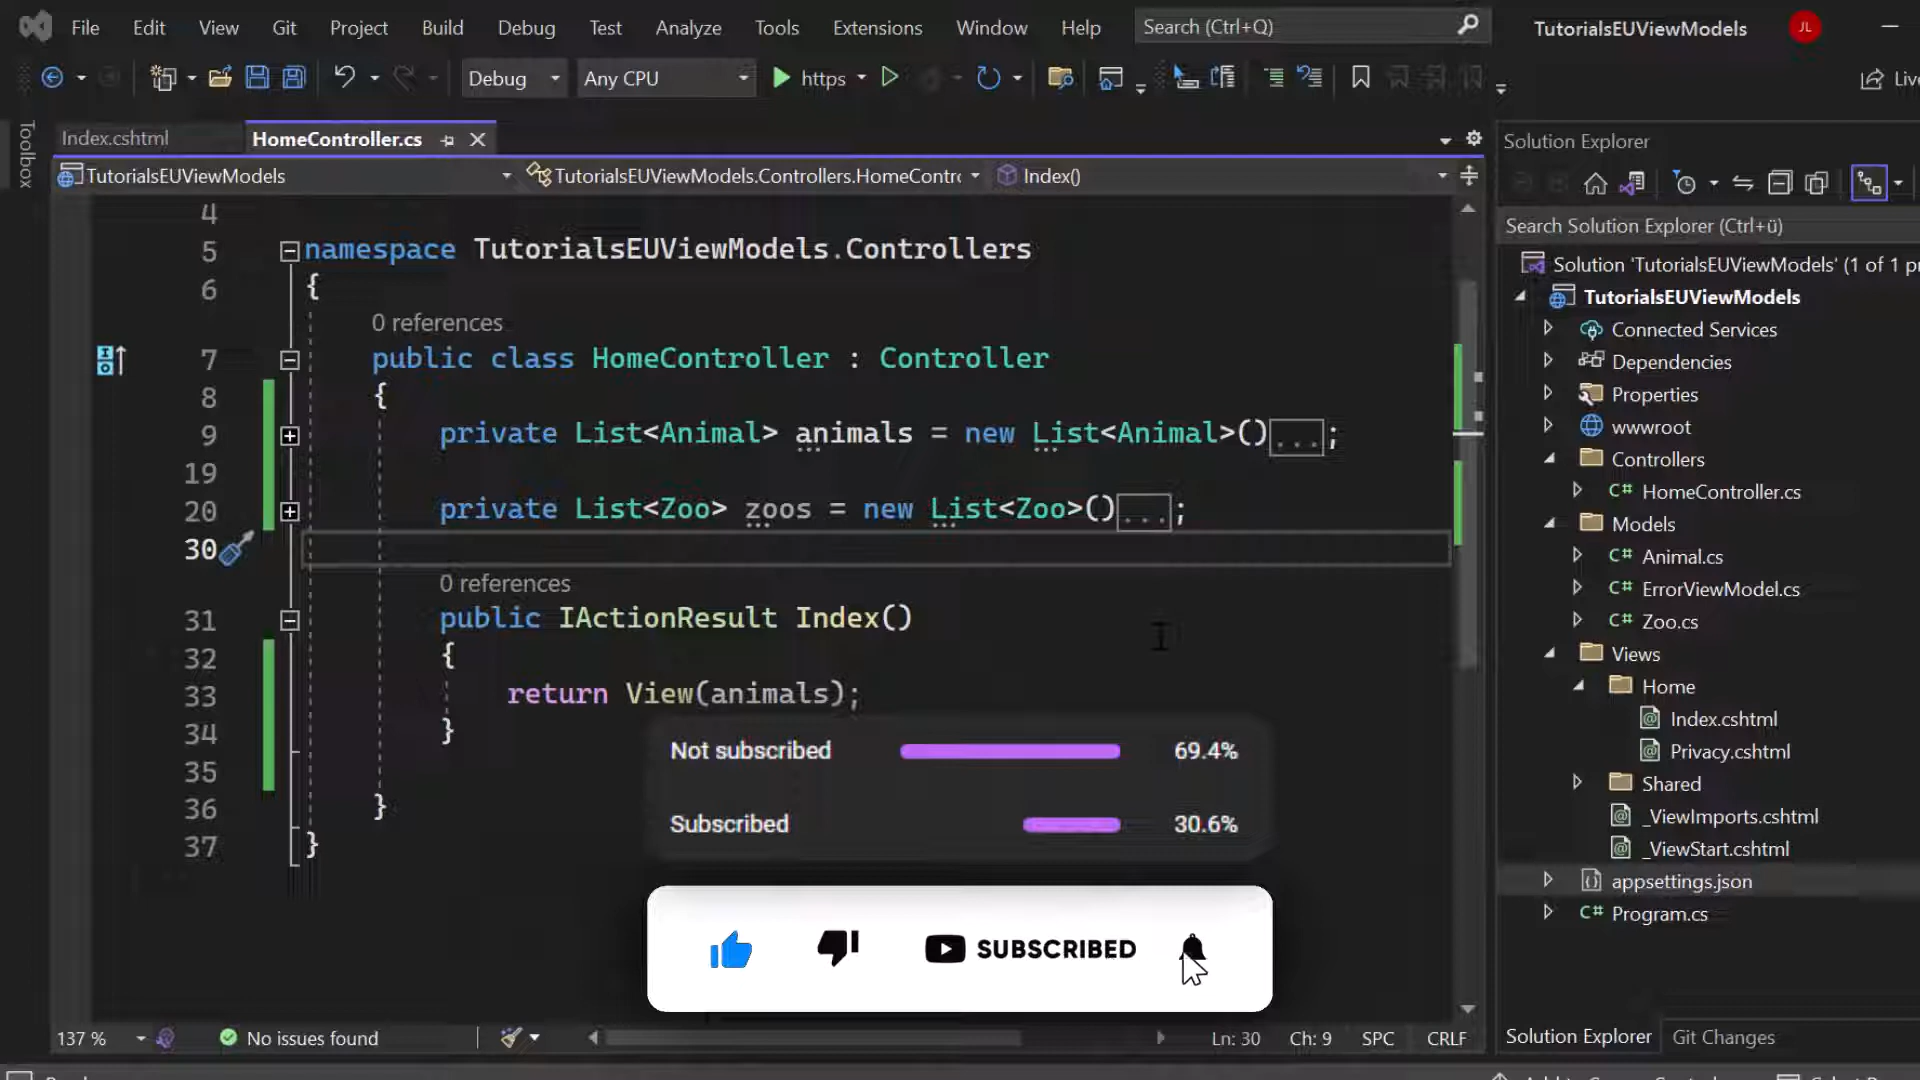 File Edit View Git Project Build Debug Test Analyze Tools Extensions Window Help Search (Ctrl+Q) TutorialsEUViewModels JL
Debug Any CPU https Live
Toolbox
Index.cshtml HomeController.cs
TutorialsEUViewModels TutorialsEUViewModels.Controllers.HomeContro Index()
4
5 namespace TutorialsEUViewModels.Controllers
6 {
0 references
7 public class HomeController : Controller
8 {
9 private List<Animal> animals = new List<Animal>()...;
19
20 private List<Zoo> zoos = new List<Zoo>()...;
30
0 references
31 public IActionResult Index()
32 {
33 return View(animals);
34 }
35
36 }
37 }
Not subscribed 69.4%
Subscribed 30.6%
SUBSCRIBED
137 % No issues found Ln: 30 Ch: 9 SPC CRLF
Solution Explorer
Search Solution Explorer (Ctrl+ü)
Solution 'TutorialsEUViewModels' (1 of 1 pr
TutorialsEUViewModels
Connected Services
Dependencies
Properties
wwwroot
Controllers
C# HomeController.cs
Models
C# Animal.cs
C# ErrorViewModel.cs
C# Zoo.cs
Views
Home
Index.cshtml
Privacy.cshtml
Shared
_ViewImports.cshtml
_ViewStart.cshtml
appsettings.json
C# Program.cs
Solution Explorer Git Changes